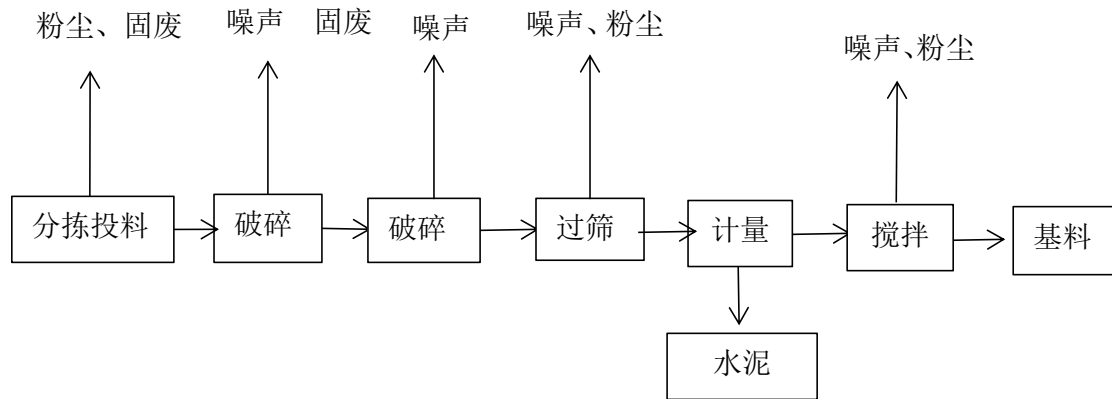 粉尘、固废
噪声 固废
噪声
噪声、粉尘
噪声、粉尘
分拣投料
破碎
破碎
过筛
计量
搅拌
基料
水泥